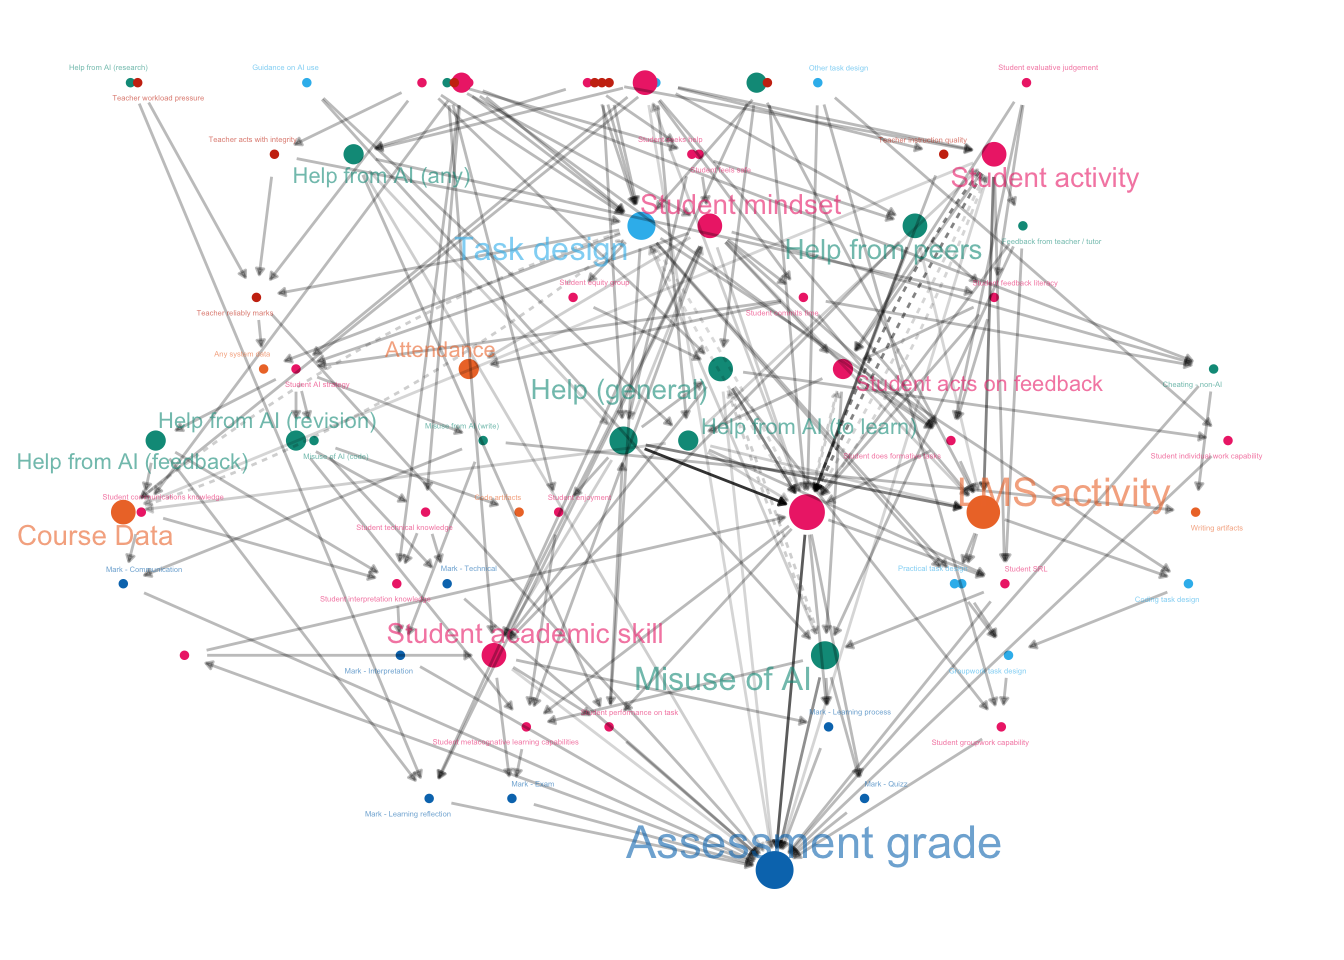 Help from AI (research)
Guidance on AI use
Other task design
Student evaluative judgement
Teacher workload pressure
Teacher acts with integrity
Student seeks help
Teacher instruction quality
Help from AI (any)
Student feels safe
Student activity
Student mindset
Task design
Help from peers
Feedback from teacher / tutor
Student equity group
Student feedback literacy
Teacher reliably marks
Student commits time
Any system data
Attendance
Student AI strategy
Help (general)
Student acts on feedback
Cheating - non-AI
Help from AI (revision)
Misuse from AI (write)
Help from AI (to learn)
Help from AI (feedback)
Misuse of AI (code)
Student does formative tasks
Student individual work capability
Student communications knowledge
Code artifacts
Student enjoyment
LMS activity
Course Data
Student technical knowledge
Writing artifacts
Mark - Communication
Mark - Technical
Practical task design
Student SRL
Student interpretation knowledge
Coding task design
Student academic skill
Mark - Interpretation
Misuse of AI
Groupwork task design
Student performance on task
Mark - Learning process
Student metacognative learning capabilities
Student groupwork capability
Mark - Exam
Mark - Quizz
Mark - Learning reflection
Assessment grade